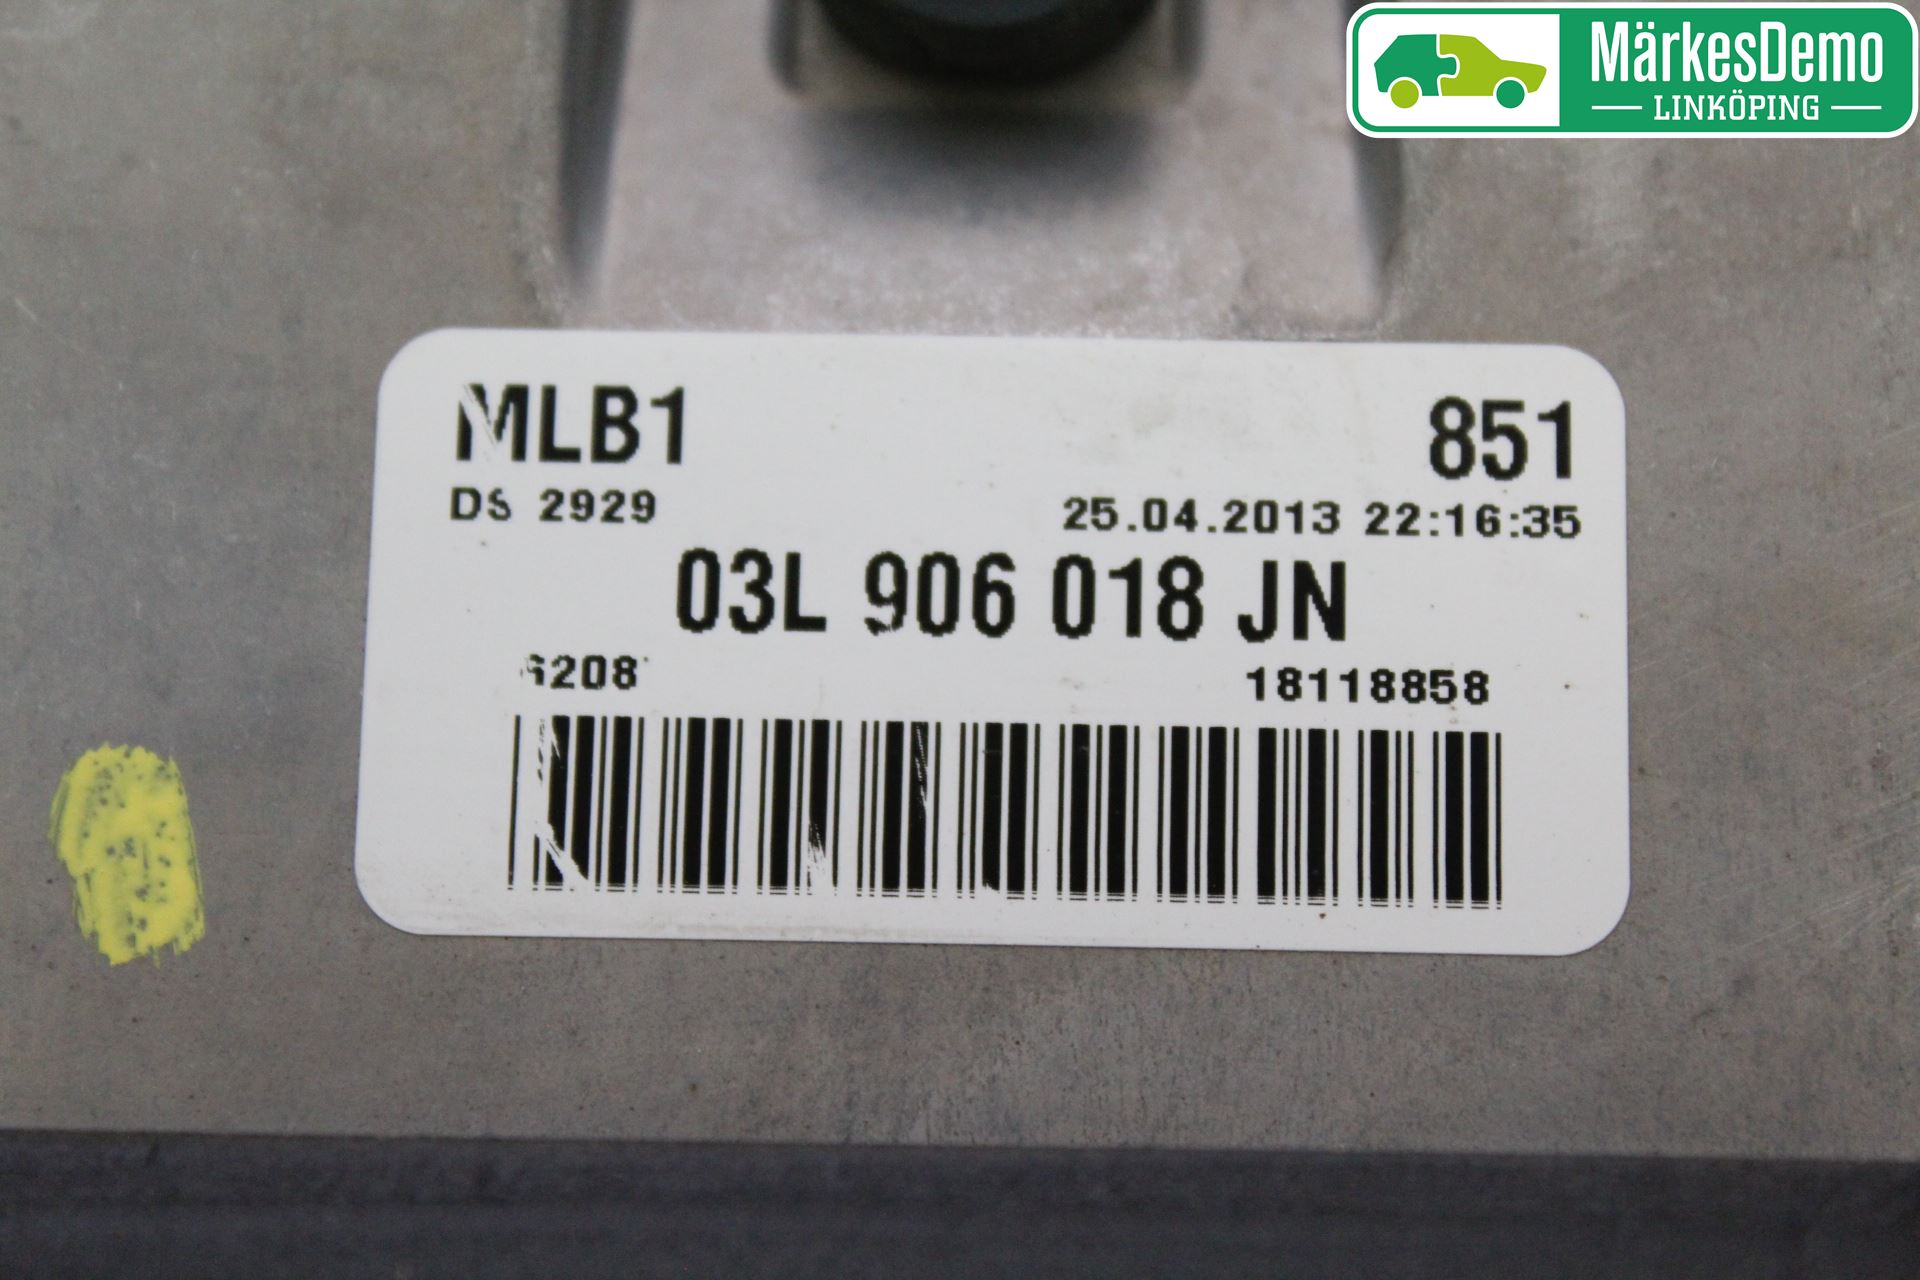 MärkesDemo
LINKÖPING
MLB1 851
DS 2929 25.04.2013 22:16:35
03L 906 018 JN
18118858